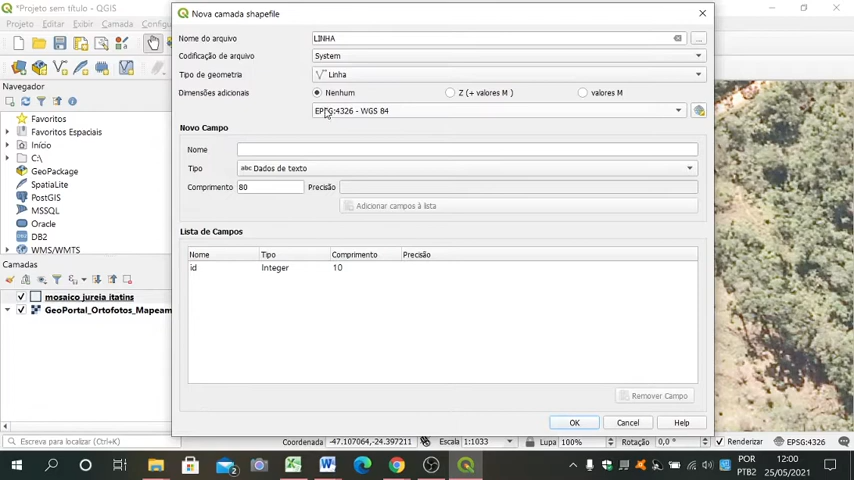 *Projeto sem título — QGIS
Projeto Editar Exibir Camada Configu
Nova camada shapefile
Nome do arquivo LINHA ...
Codificação de arquivo System
Tipo de geometria Linha
Dimensões adicionais Nenhum Z (+ valores M ) valores M
EPSG:4326 - WGS 84
Novo Campo
Nome
Tipo abc Dados de texto
Comprimento 80 Precisão
Adicionar campos à lista
Lista de Campos
Nome Tipo Comprimento Precisão
id Integer 10
Remover Campo
OK Cancel Help
Navegador
Favoritos
Favoritos Espaciais
Início
C:\
GeoPackage
SpatiaLite
PostGIS
MSSQL
Oracle
DB2
WMS/WMTS
Camadas
mosaico jureia itatins
GeoPortal_Ortofotos_Mapeam
Escreva para localizar (Ctrl+K)
Coordenada -47.107064,-24.397211 Escala 1:1033 Lupa 100% Rotação 0,0 ° Renderizar EPSG:4326
POR
PTB2
12:00
25/05/2021